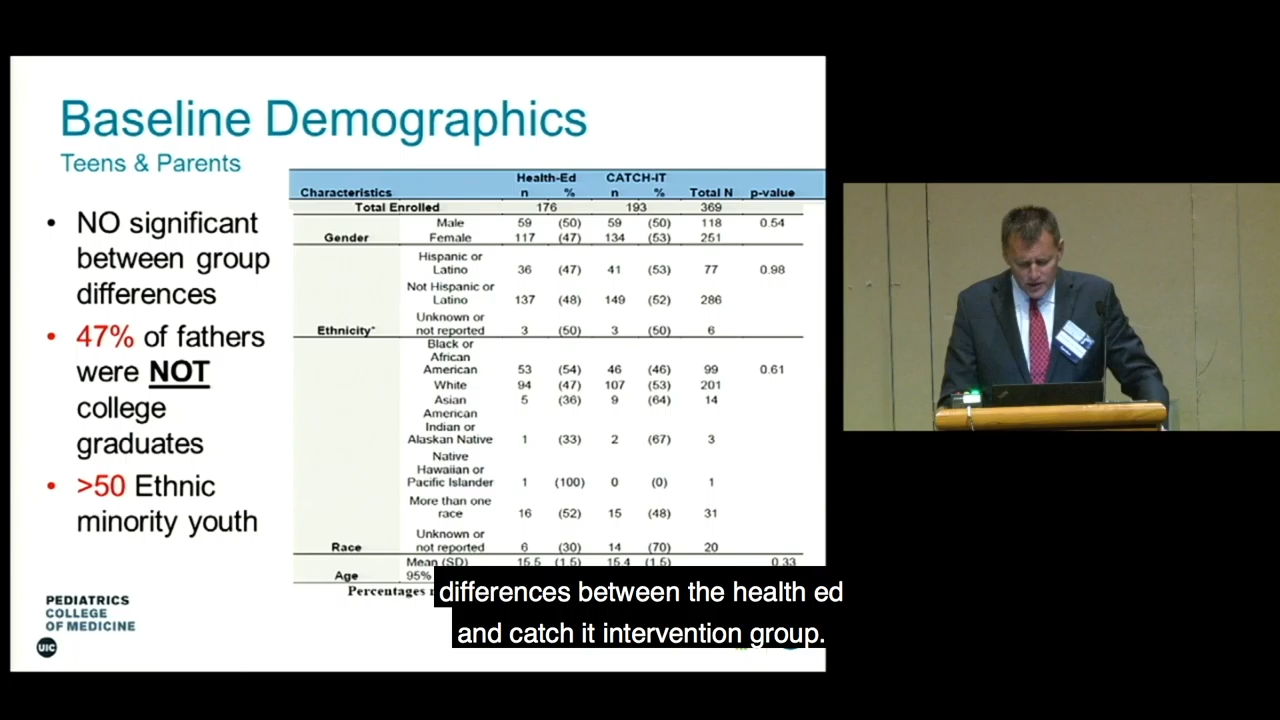 Baseline Demographics
Teens & Parents
• NO significant
between group
differences
• 47% of fathers
were NOT
college
graduates
• >50 Ethnic
minority youth
Health-Ed CATCH-IT
Characteristics n % n % Total N p-value
Total Enrolled 176 193 369
Male 59 (50) 59 (50) 118 0.54
Gender Female 117 (47) 134 (53) 251
Hispanic or
Latino 36 (47) 41 (53) 77 0.98
Not Hispanic or
Latino 137 (48) 149 (52) 286
Unknown or
Ethnicity* not reported 3 (50) 3 (50) 6
Black or
African
American 53 (54) 46 (46) 99 0.61
White 94 (47) 107 (53) 201
Asian 5 (36) 9 (64) 14
American
Indian or
Alaskan Native 1 (33) 2 (67) 3
Native
Hawaiian or
Pacific Islander 1 (100) 0 (0) 1
More than one
race 16 (52) 15 (48) 31
Unknown or
Race not reported 6 (30) 14 (70) 20
Mean (SD) 15.5 (1.5) 15.4 (1.5) 0.33
Age 95%
Percentages
differences between the health ed
and catch it intervention group.
PEDIATRICS
COLLEGE
OF MEDICINE
UIC